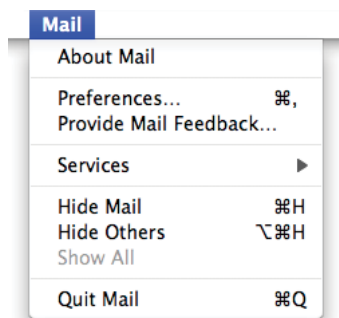 Mail
About Mail
Preferences... ⌘,
Provide Mail Feedback...
Services ▶
Hide Mail ⌘H
Hide Others ⌥⌘H
Show All
Quit Mail ⌘Q